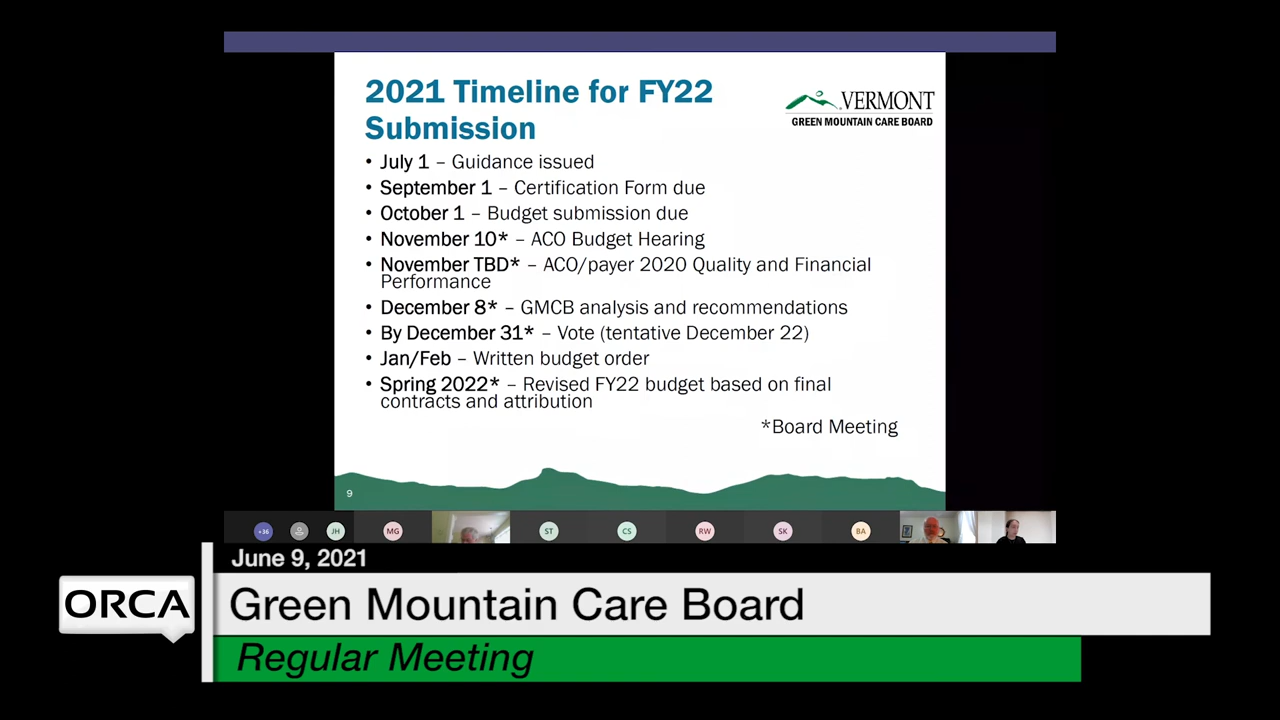 2021 Timeline for FY22
Submission
VERMONT
GREEN MOUNTAIN CARE BOARD
• July 1 – Guidance issued
• September 1 – Certification Form due
• October 1 – Budget submission due
• November 10* – ACO Budget Hearing
• November TBD* – ACO/payer 2020 Quality and Financial
Performance
• December 8* – GMCB analysis and recommendations
• By December 31* – Vote (tentative December 22)
• Jan/Feb – Written budget order
• Spring 2022* – Revised FY22 budget based on final
contracts and attribution
*Board Meeting
9
+36 JH MG ST CS RW SK BA
June 9, 2021
ORCA
Green Mountain Care Board
Regular Meeting